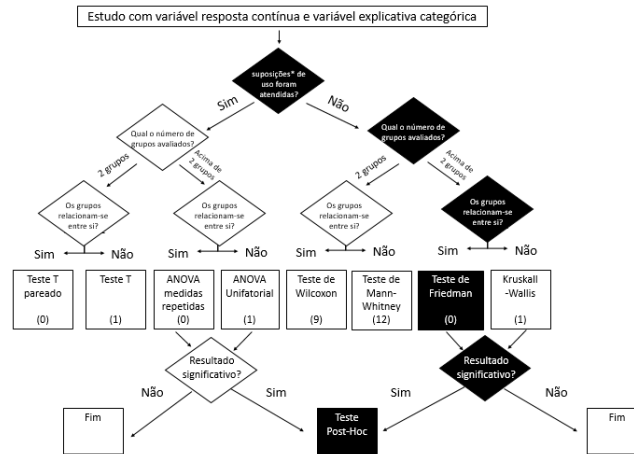 Estudo com variável resposta contínua e variável explicativa categórica
suposições* de
uso foram
atendidas?
Sim
Não
Qual o número de
grupos avaliados?
Qual o número de
grupos avaliados?
2 grupos
Acima de
2 grupos
2 grupos
Acima de
2 grupos
Os grupos
relacionam-se
entre si?
Os grupos
relacionam-se
entre si?
Os grupos
relacionam-se
entre si?
Os grupos
relacionam-se
entre si?
Sim
Não
Sim
Não
Sim
Não
Sim
Não
Teste T
pareado
(0)
Teste T
(1)
ANOVA
medidas
repetidas
(0)
ANOVA
Unifatorial
(1)
Teste de
Wilcoxon
(9)
Teste de
Mann-
Whitney
(12)
Teste de
Friedman
(0)
Kruskall
-Wallis
(1)
Resultado
significativo?
Resultado
significativo?
Não
Sim
Sim
Não
Fim
Teste
Post-Hoc
Fim